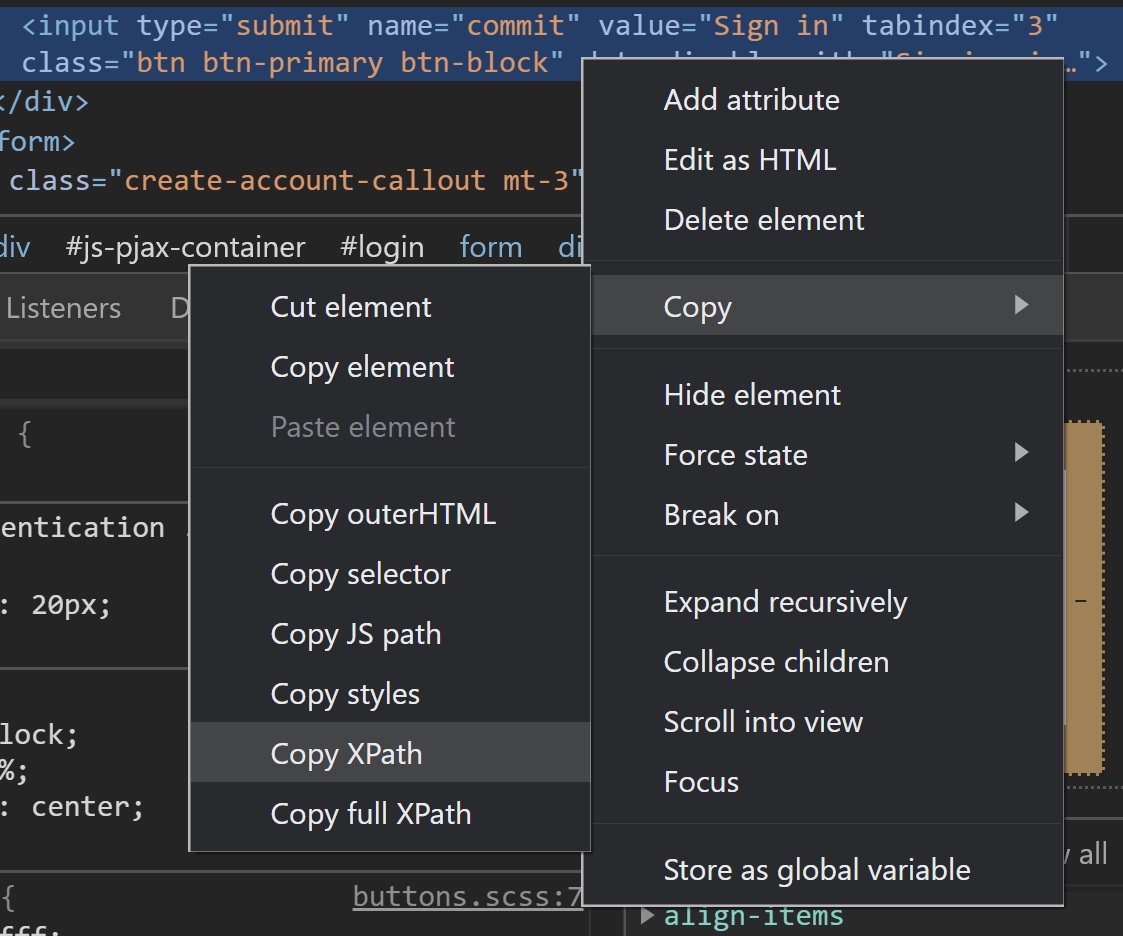 <input type="submit" name="commit" value="Sign in" tabindex="3"
class="btn btn-primary btn-block"
…">
</div>
form>
class="create-account-callout mt-3"
div #js-pjax-container #login form
Listeners
{
entication
: 20px;
lock;
%;
: center;
{
buttons.scss:7
Add attribute
Edit as HTML
Delete element
Copy
Hide element
Force state
Break on
Expand recursively
Collapse children
Scroll into view
Focus
Store as global variable
Cut element
Copy element
Paste element
Copy outerHTML
Copy selector
Copy JS path
Copy styles
Copy XPath
Copy full XPath
-
all
align-items